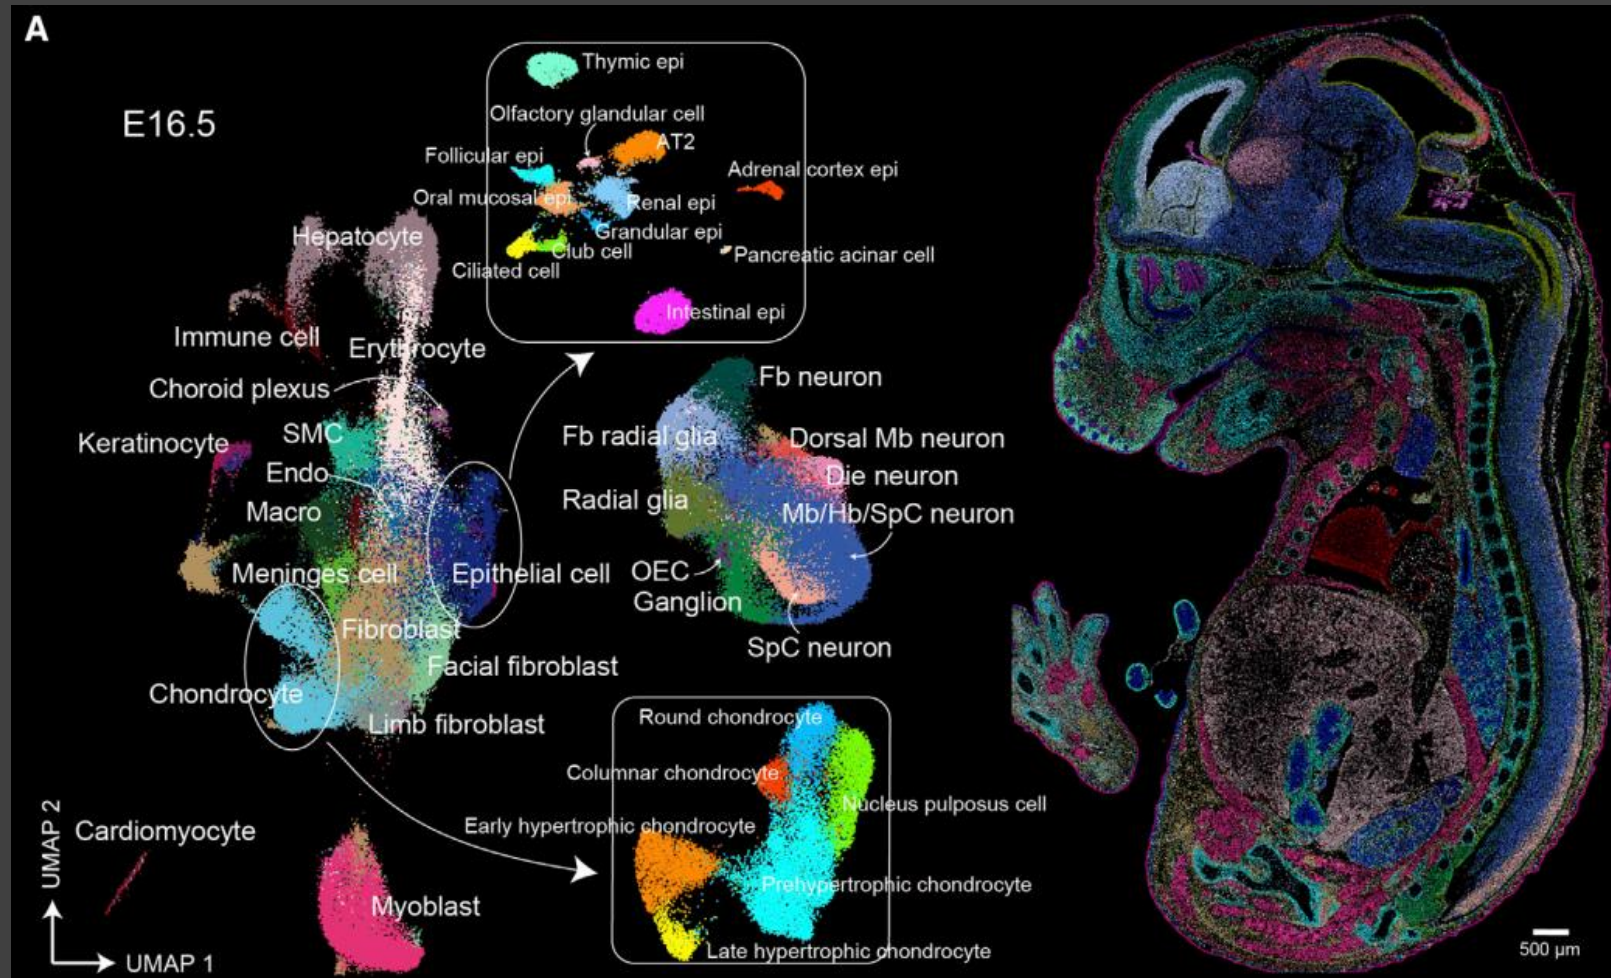 A
E16.5
Thymic epi
Olfactory glandular cell
AT2
Follicular epi
Adrenal cortex epi
Oral mucosal epi
Renal epi
Grandular epi
Club cell
Pancreatic acinar cell
Ciliated cell
Intestinal epi
Hepatocyte
Immune cell
Erythrocyte
Choroid plexus
SMC
Keratinocyte
Endo
Macro
Meninges cell
Epithelial cell
Fibroblast
Facial fibroblast
Chondrocyte
Limb fibroblast
Fb neuron
Fb radial glia
Dorsal Mb neuron
Die neuron
Radial glia
Mb/Hb/SpC neuron
OEC
Ganglion
SpC neuron
Round chondrocyte
Columnar chondrocyte
Nucleus pulposus cell
Early hypertrophic chondrocyte
Prehypertrophic chondrocyte
Late hypertrophic chondrocyte
Cardiomyocyte
Myoblast
UMAP 2
UMAP 1
500 µm